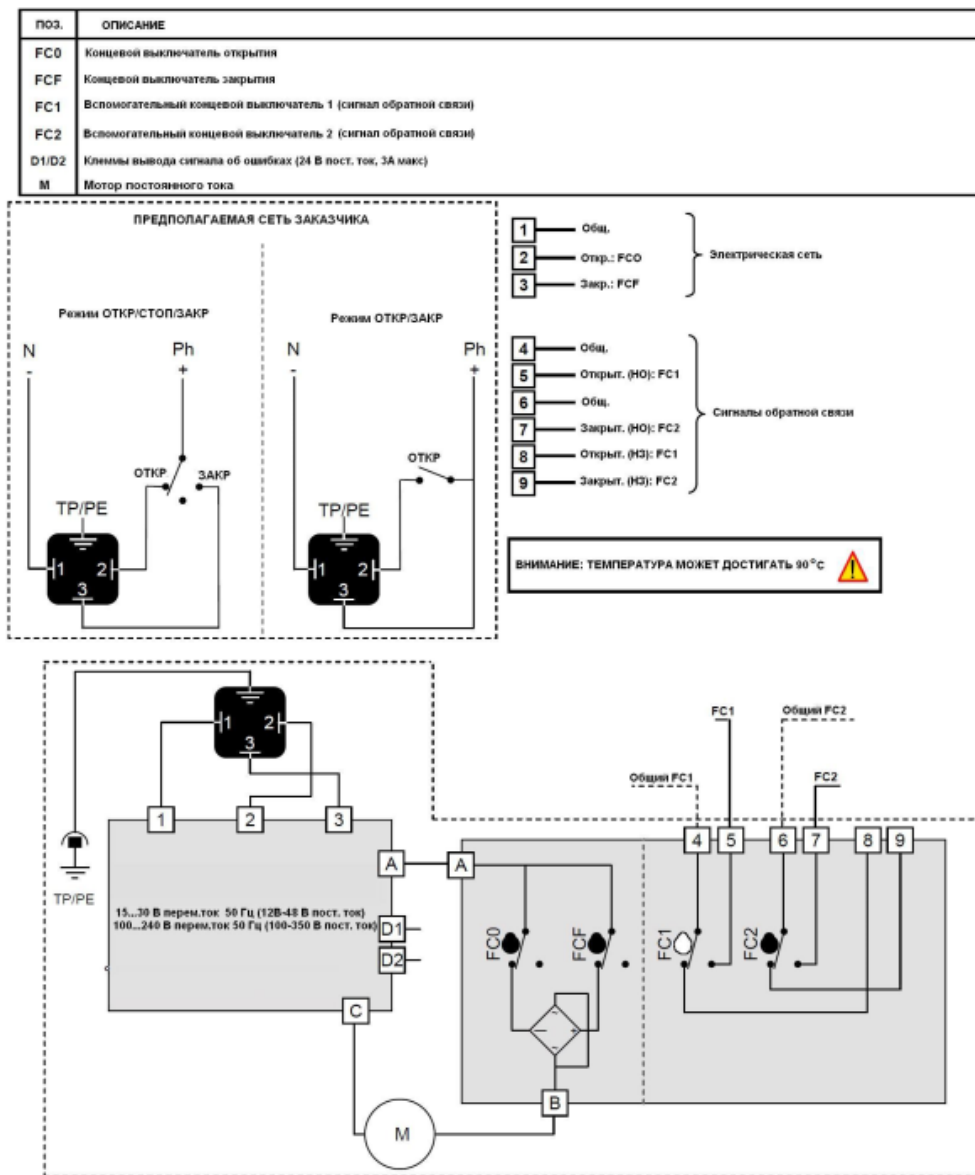 ПОЗ. ОПИСАНИЕ
FC0 Концевой выключатель открытия
FCF Концевой выключатель закрытия
FC1 Вспомогательный концевой выключатель 1 (сигнал обратной связи)
FC2 Вспомогательный концевой выключатель 2 (сигнал обратной связи)
D1/D2 Клеммы вывода сигнала об ошибках (24 В пост. ток, 3А макс)
М Мотор постоянного тока
ПРЕДПОЛАГАЕМАЯ СЕТЬ ЗАКАЗЧИКА
Режим ОТКР/СТОП/ЗАКР
N
-
Ph
+
ОТКР
ЗАКР
TP/PE
1 2
3
Режим ОТКР/ЗАКР
N
-
Ph
+
ОТКР
TP/PE
1 2
3
1 Общ.
2 Откр.: FCO
3 Закр.: FCF
Электрическая сеть
4 Общ.
5 Открыт. (НО): FC1
6 Общ.
7 Закрыт. (НО): FC2
8 Открыт. (НЗ): FC1
9 Закрыт. (НЗ): FC2
Сигналы обратной связи
ВНИМАНИЕ: ТЕМПЕРАТУРА МОЖЕТ ДОСТИГАТЬ 90°С
1 2
3
TP/PE
1 2 3
A
15...30 В перем.ток 50 Гц (12В-48 В пост. ток)
100...240 В перем.ток 50 Гц (100-350 В пост. ток)
D1
D2
C
M
A
FC0
FCF
~
- +
~
B
FC1
Общий FC2
Общий FC1
FC2
4 5 6 7 8 9
FC1
FC2